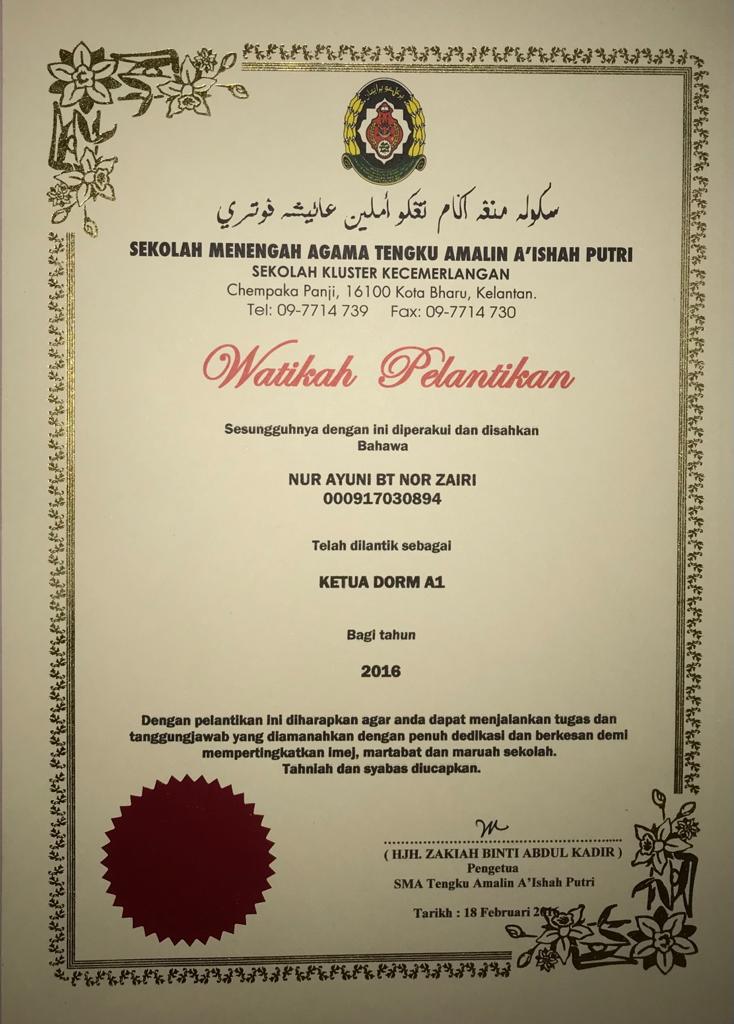 سكوله منڠه اݢام تڠكو أملين عائيشه فوتري
SEKOLAH MENENGAH AGAMA TENGKU AMALIN A'ISHAH PUTRI
SEKOLAH KLUSTER KECEMERLANGAN
Chempaka Panji, 16100 Kota Bharu, Kelantan.
Tel: 09-7714 739 Fax: 09-7714 730
Watikah Pelantikan
Sesungguhnya dengan ini diperakui dan disahkan
Bahawa
NUR AYUNI BT NOR ZAIRI
000917030894
Telah dilantik sebagai
KETUA DORM A1
Bagi tahun
2016
Dengan pelantikan ini diharapkan agar anda dapat menjalankan tugas dan
tanggungjawab yang diamanahkan dengan penuh dedikasi dan berkesan demi
mempertingkatkan imej, martabat dan maruah sekolah.
Tahniah dan syabas diucapkan.
( HJH. ZAKIAH BINTI ABDUL KADIR )
Pengetua
SMA Tengku Amalin A'Ishah Putri
Tarikh : 18 Februari 2016